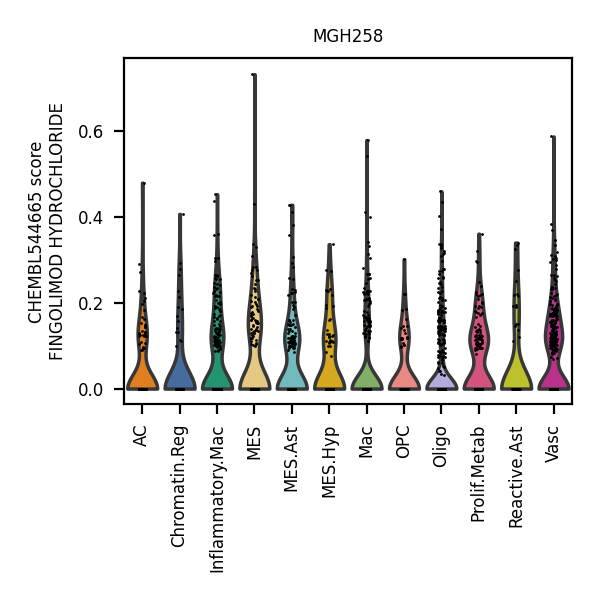 MGH258
CHEMBL544665 score
FINGOLIMOD HYDROCHLORIDE
0.6
0.4
0.2
0.0
AC
Chromatin.Reg
Inflammatory.Mac
MES
MES.Ast
MES.Hyp
Mac
OPC
Oligo
Prolif.Metab
Reactive.Ast
Vasc